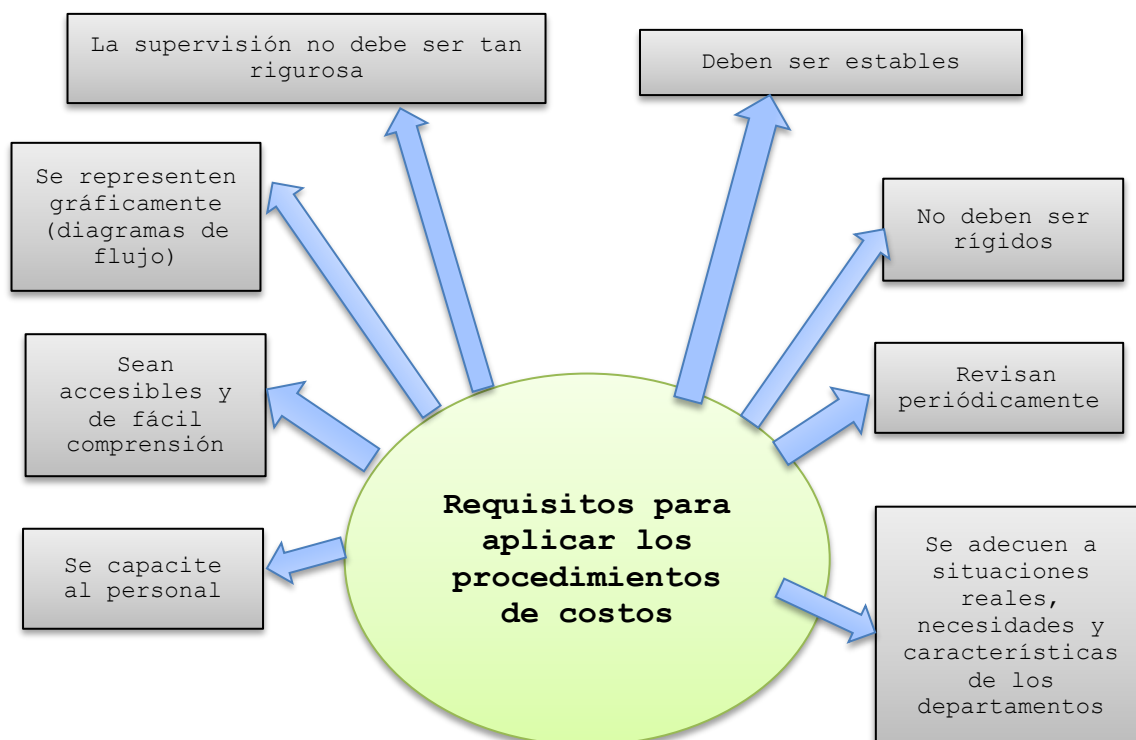 La supervisión no debe ser tan
rigurosa
Deben ser estables
Se representen
gráficamente
(diagramas de
flujo)
No deben ser
rígidos
Sean
accesibles y
de fácil
comprensión
Revisan
periódicamente
Requisitos para
aplicar los
procedimientos
de costos
Se capacite
al personal
Se adecuen a
situaciones
reales,
necesidades y
características
de los
departamentos